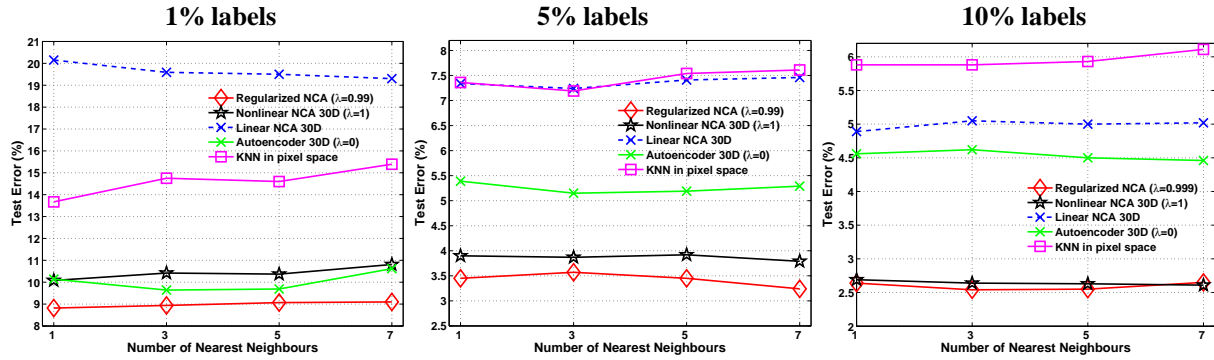 1% labels
21
20
19
18
17
16
15
14
13
12
11
10
9
8
1
3
5
7
Test Error (%)
Number of Nearest Neighbours
Regularized NCA (λ=0.99)
Nonlinear NCA 30D (λ=1)
Linear NCA 30D
Autoencoder 30D (λ=0)
KNN in pixel space
5% labels
8
7.5
7
6.5
6
5.5
5
4.5
4
3.5
3
2.5
1
3
5
7
Test Error (%)
Number of Nearest Neighbours
Regularized NCA (λ=0.99)
Nonlinear NCA 30D (λ=1)
Linear NCA 30D
Autoencoder 30D (λ=0)
KNN in pixel space
10% labels
6
5.5
5
4.5
4
3.5
3
2.5
2
1
3
5
7
Test Error (%)
Number of Nearest Neighbours
Regularized NCA (λ=0.999)
Nonlinear NCA 30D (λ=1)
Linear NCA 30D
Autoencoder 30D (λ=0)
KNN in pixel space